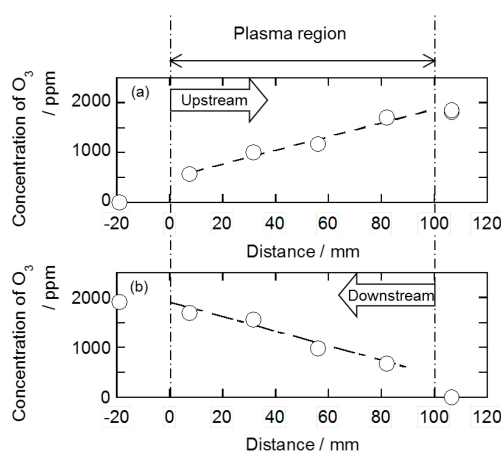 Plasma region
Concentration of O3
/ ppm
(a)
Upstream
2000
1000
0
-20 0 20 40 60 80 100 120
Distance / mm
Concentration of O3
/ ppm
(b)
Downstream
2000
1000
0
-20 0 20 40 60 80 100 120
Distance / mm